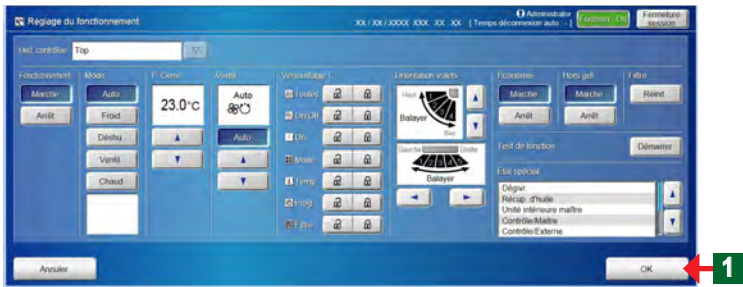 Réglage du fonctionnement
XX / XX / XXXX XXX XX : XX [ Temps déconnexion auto : - ]
Administrator
Fonction : On
Fermeture session
Unit. contrôlée Top
Fonctionnement Mode T° Cons. Ventil. Verrouillage Orientation volets Economie Hors gel Filtre
Marche
Arrêt
Auto
Froid
Déshu
Ventil
Chaud
23.0°C
Auto
Auto
Toutes
On/Off
On
Mode
Temp
Prog.
Filtre
Haut
Balayer
Bas
Gauche Droite
Balayer
Marche
Arrêt
Marche
Arrêt
Réinit
Test de fonction
Démarrer
Etat spécial
Dégivr.
Récup. d'huile
Unité intérieure maître
Contrôle/Maître
Contrôle/Externe
Annuler
OK
1